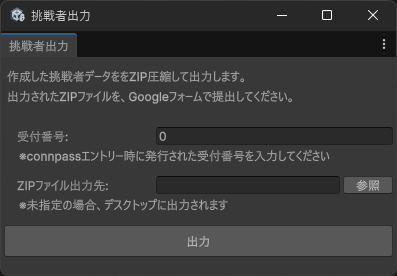 挑戦者出力
挑戦者出力
作成した挑戦者データををZIP圧縮して出力します。
出力されたZIPファイルを、Googleフォームで提出してください。
受付番号:
0
※connpassエントリー時に発行された受付番号を入力してください
ZIPファイル出力先:
参照
※未指定の場合、デスクトップに出力されます
出力